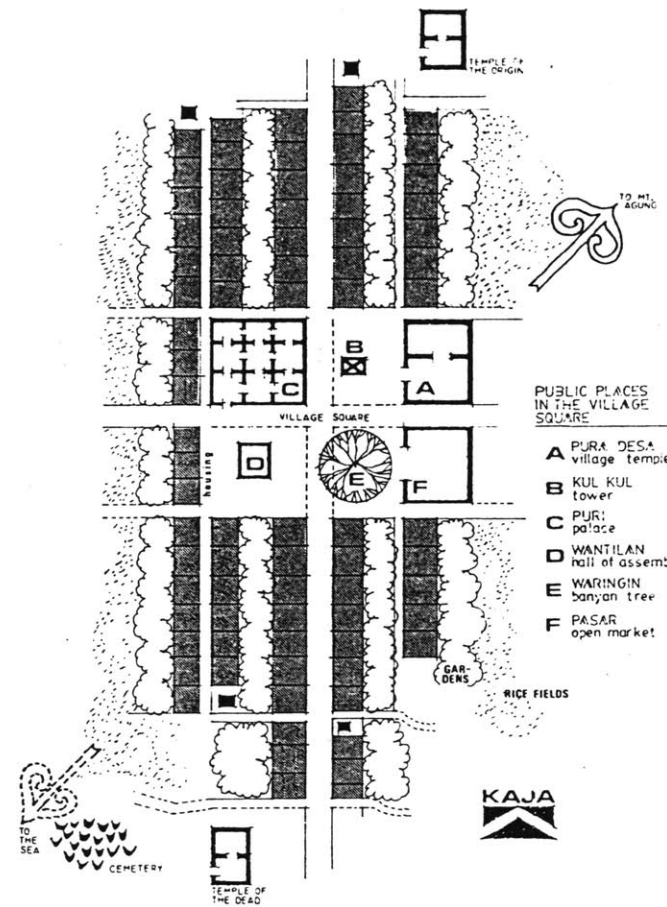 TEMPLE OF
THE ORIGIN
TO MT.
AGUNG
B
C
A
VILLAGE SQUARE
housing
D
E
F
PUBLIC PLACES
IN THE VILLAGE
SQUARE
A PURA DESA
village temple
B KUL KUL
tower
C PURI
palace
D WANTILAN
hall of assemb
E WARINGIN
banyan tree
F PASAR
open market
GAR-
DENS
RICE FIELDS
KAJA
TO
THE
SEA
CEMETERY
TEMPLE OF
THE DEAD